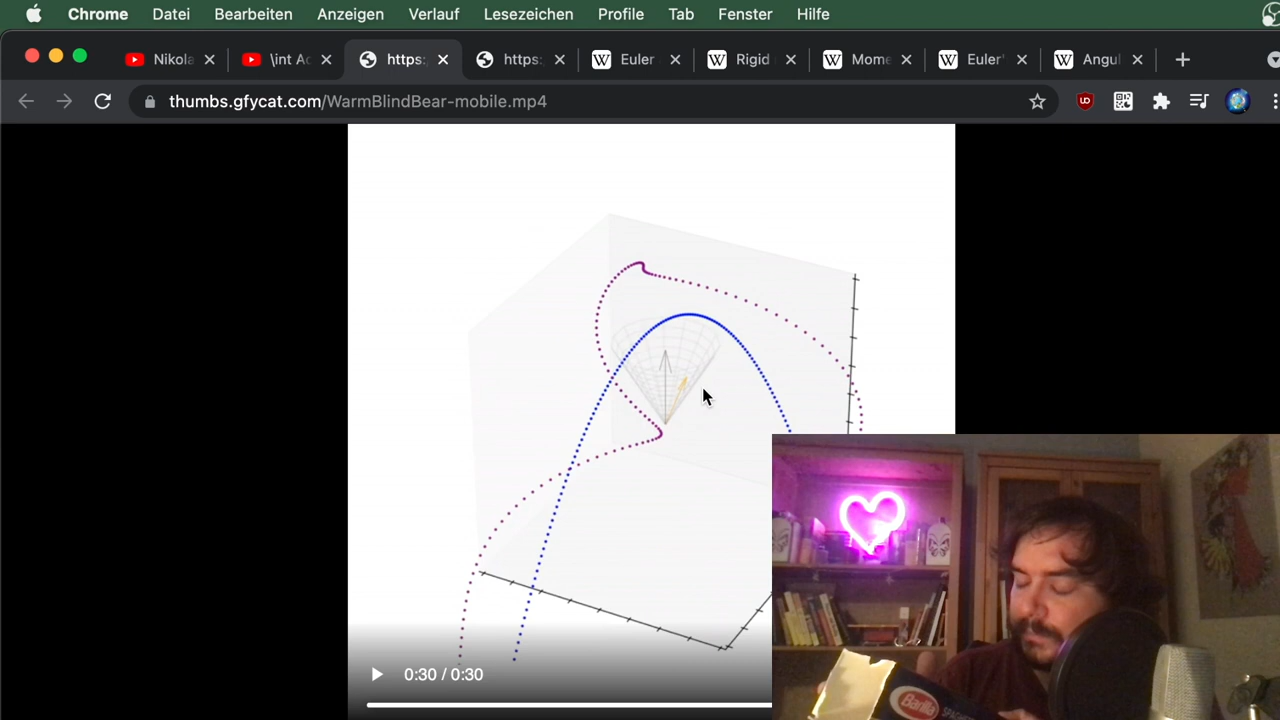 Chrome Datei Bearbeiten Anzeigen Verlauf Lesezeichen Profile Tab Fenster Hilfe
Nikola \int Ac https: https: Euler Rigid Mome Euler' Angul
thumbs.gfycat.com/WarmBlindBear-mobile.mp4
0:30 / 0:30
Barilla